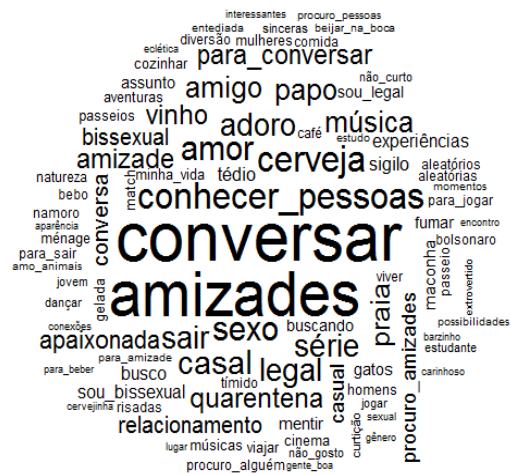 interessantes procuro_pessoas
entediada sinceras beijar_na_boca
eclética diversão mulheres comida
cozinhar para_conversar
assunto amigo papo não_curto
aventuras sou_legal
passeios vinho adoro café música
bissexual estudo experiências
amizade amor cerveja sigilo aleatórios
natureza minha_vida tédio aleatórias
match momentos
bebo conversa conhecer_pessoas para_jogar
namoro fumar encontro
aparência conversar bolsonaro
ménage maconha passeio
para_sair extrovertido
amo_animais viver
jovem gelada amizades praia
dançar possibilidades
conexões sexo buscando barzinho
apaixonada sair série estudante
para_amizade procuro_amizades
para_beber busco casal legal gatos carinhoso
tímido casual homens
sou_bissexual quarentena jogar
cervejinha risadas sexual
relacionamento mentir curtição gênero
lugar músicas viajar cinema
não_gosto
procuro_alguém gente_boa